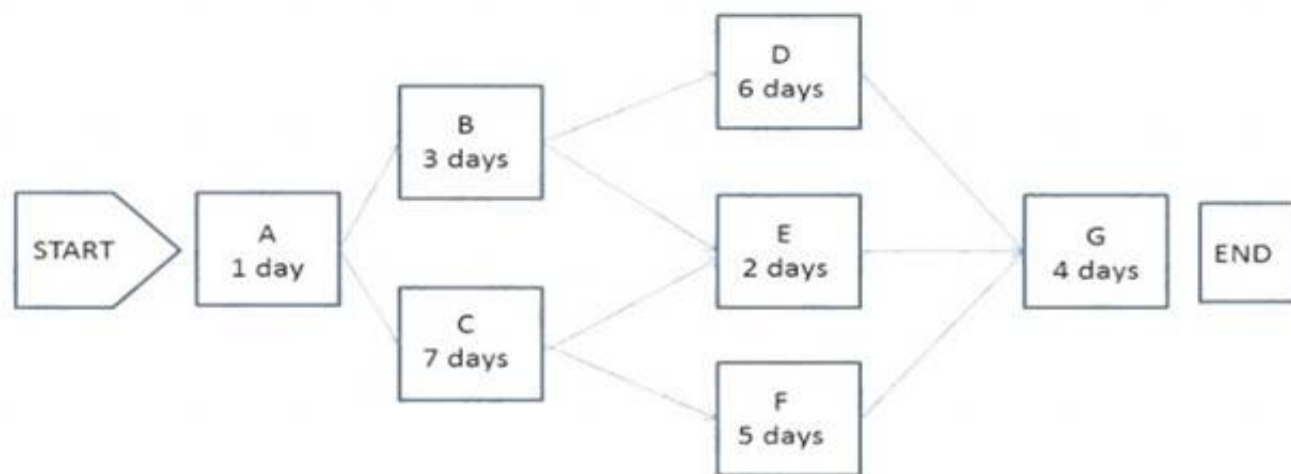 START
A
1 day
B
3 days
C
7 days
D
6 days
E
2 days
F
5 days
G
4 days
END